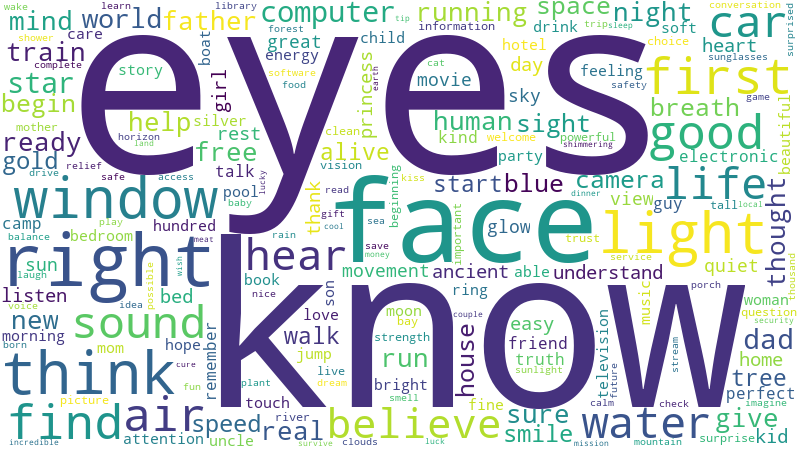 eyes
know
face
right
light
window
think
life
first
good
car
find
water
sound
hear
believe
air
mind
world
father
computer
running
space
night
star
train
begin
ready
gold
help
free
alive
human
sight
breath
camera
blue
start
thought
dad
give
tree
sure
smile
real
speed
walk
run
house
new
listen
wake
learn
library
tip
conversation
surprised
shower
care
boat
forest
great
energy
child
information
drink
trip
sleep
soft
choice
heart
sunglasses
complete
story
girl
software
food
cat
movie
hotel
day
feeling
safety
earth
game
mother
silver
princess
sky
horizon
land
rest
clean
welcome
powerful
shimmering
kind
party
electronic
beautiful
relief
drive
safe
access
talk
vision
lucky
pool
baby
read
kiss
beginning
dinner
view
guy
tall
local
camp
hundred
thank
gift
cool
sea
important
glow
trust
quiet
balance
play
bedroom
meat
rain
save
money
movement
ancient
able
understand
service
sun
laugh
wish
possible
bed
book
nice
son
ring
music
porch
woman
question
security
thousand
voice
idea
morning
born
mom
hope
remember
love
moon
bay
strength
couple
easy
friend
truth
sunlight
television
future
stream
home
cure
fun
plant
jump
live
dream
bright
smell
touch
picture
fine
calm
check
perfect
imagine
incredible
attention
uncle
river
survive
clouds
luck
mission
mountain
surprise
kid